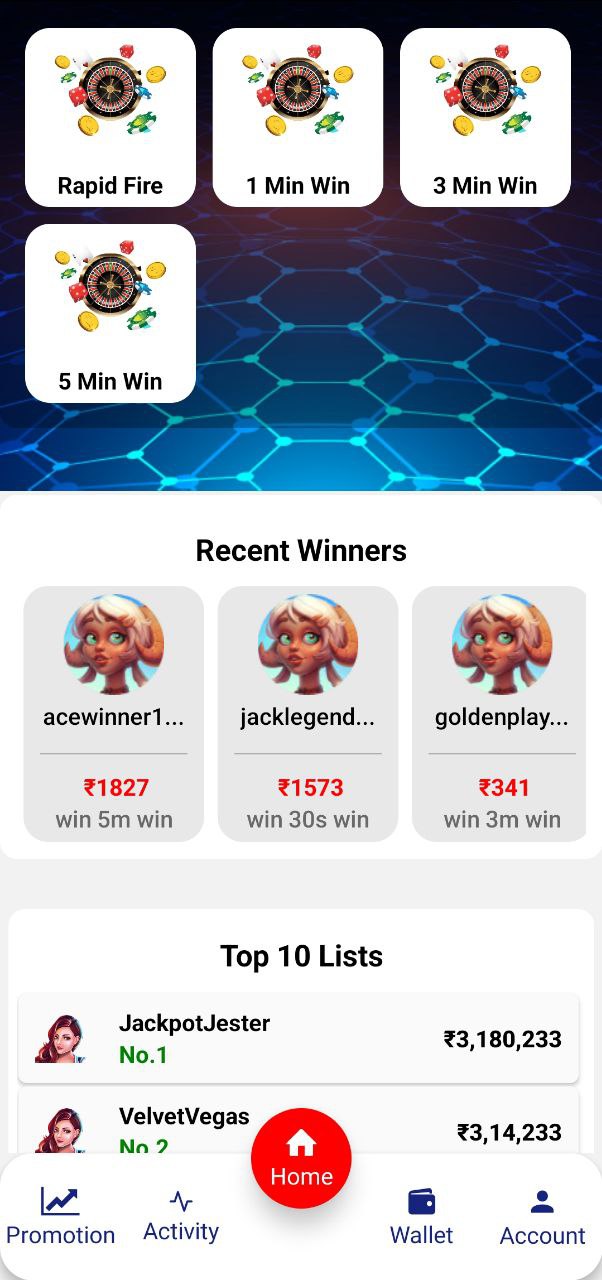 Rapid Fire
1 Min Win
3 Min Win
5 Min Win
Recent Winners
acewinner1...
jacklegend...
goldenplay...
₹1827
₹1573
₹341
win 5m win
win 30s win
win 3m win
Top 10 Lists
JackpotJester
No.1
₹3,180,233
VelvetVegas
No.2
₹3,14,233
Home
Promotion
Activity
Wallet
Account